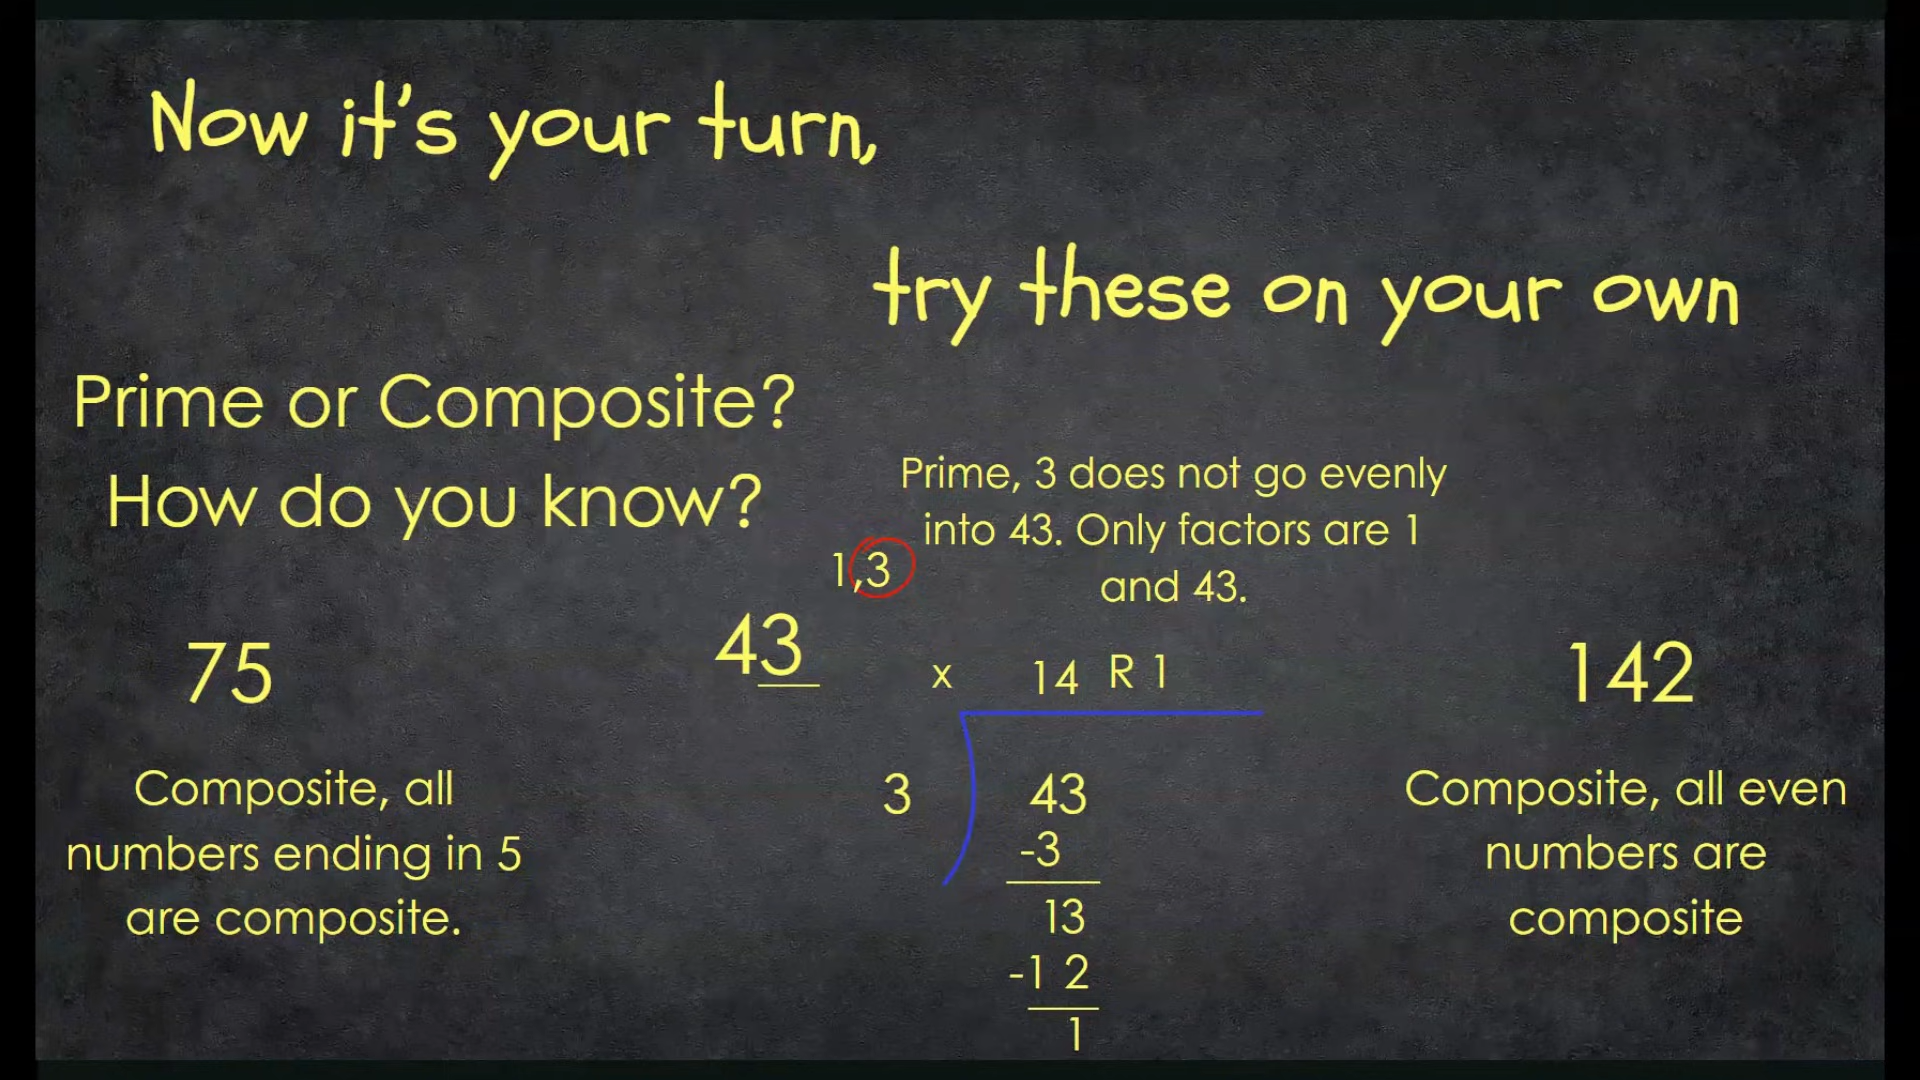 Now it's your turn,
try these on your own
Prime or Composite?
How do you know?
Prime, 3 does not go evenly
into 43. Only factors are 1
and 43.
1,3
75
43
142
x 14 R 1
3 43
-3
13
-1 2
1
Composite, all
numbers ending in 5
are composite.
Composite, all even
numbers are
composite